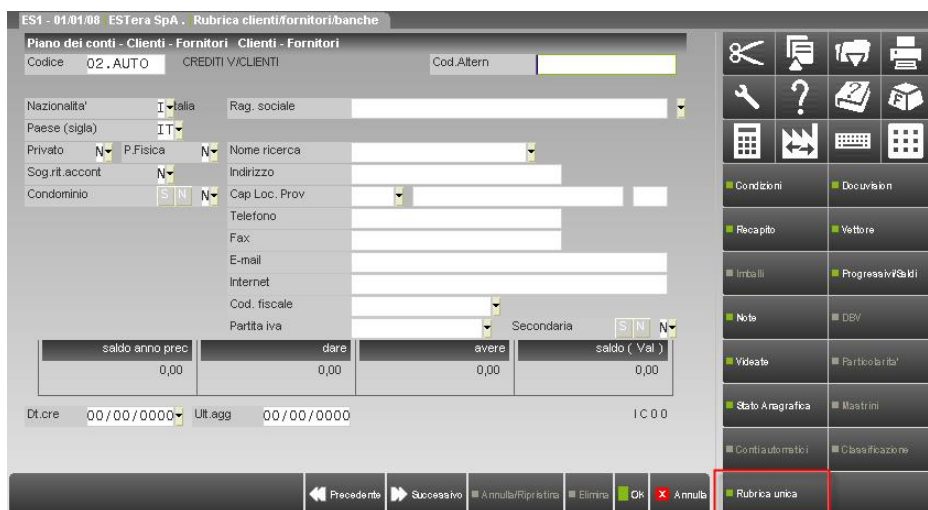 ES1 - 01/01/08 ESTera SpA . Rubrica clienti/fornitori/banche
Piano dei conti - Clienti - Fornitori Clienti - Fornitori
Codice 02.AUTO CREDITI V/CLIENTI Cod.Altern
Nazionalita' I Italia Rag. sociale
Paese (sigla) IT
Privato N P.Fisica N Nome ricerca
Sog.rit.accont N Indirizzo
Condominio S N N Cap Loc. Prov
Telefono
Fax
E-mail
Internet
Cod. fiscale
Partita iva Secondaria S N N
saldo anno prec dare avere saldo ( Val )
0,00 0,00 0,00 0,00
Dt.cre 00/00/0000 Ult.agg 00/00/0000 IC00
Precedente Successivo Annulla/Ripristina Elimina Ok X Annulla
Condizioni Docuvision
Recapito Vettore
Imballi Progressivi/Saldi
Note DBV
Videate Particolarita'
Stato Anagrafica Mastrini
Conti automatici Classificazione
Rubrica unica